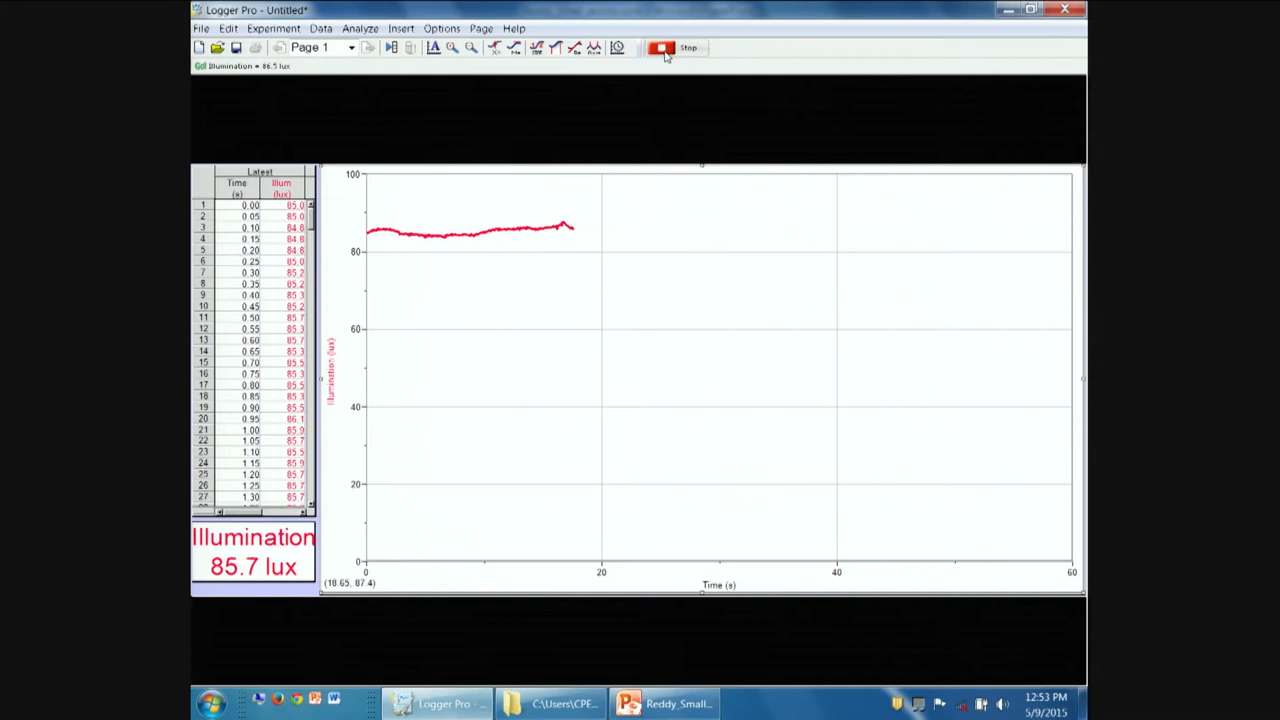 Logger Pro - Untitled*
File Edit Experiment Data Analyze Insert Options Page Help
Page 1 Stop
Go! Illumination = 86.5 lux
Latest
Time Illum
(s) (lux)
1 0.00 85.0
2 0.05 85.0
3 0.10 84.8
4 0.15 84.8
5 0.20 84.8
6 0.25 85.0
7 0.30 85.2
8 0.35 85.2
9 0.40 85.3
10 0.45 85.2
11 0.50 85.7
12 0.55 85.3
13 0.60 85.7
14 0.65 85.3
15 0.70 85.5
16 0.75 85.3
17 0.80 85.5
18 0.85 85.3
19 0.90 85.5
20 0.95 86.1
21 1.00 85.9
22 1.05 85.7
23 1.10 85.5
24 1.15 85.9
25 1.20 85.7
26 1.25 85.7
27 1.30 85.7
Illumination
85.7 lux
100
80
60
40
20
0
Illumination (lux)
0 20 40 60
(18.65, 87.4)
Time (s)
Logger Pro - ... C:\Users\CPE... Reddy_Small... 12:53 PM
5/9/2015